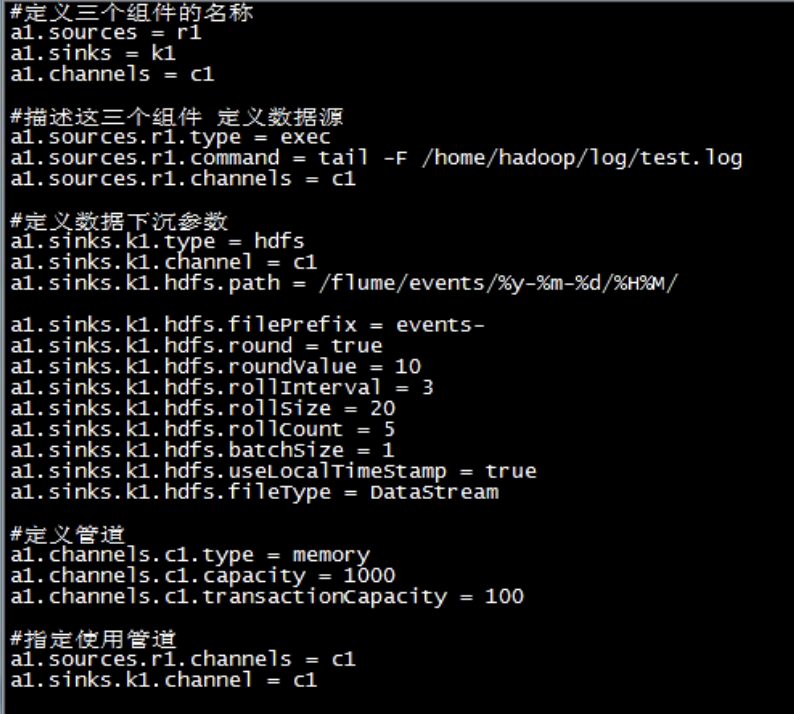 #定义三个组件的名称
a1.sources = r1
a1.sinks = k1
a1.channels = c1
#描述这三个组件 定义数据源
a1.sources.r1.type = exec
a1.sources.r1.command = tail -F /home/hadoop/log/test.log
a1.sources.r1.channels = c1
#定义数据下沉参数
a1.sinks.k1.type = hdfs
a1.sinks.k1.channel = c1
a1.sinks.k1.hdfs.path = /flume/events/%y-%m-%d/%H%M/
a1.sinks.k1.hdfs.filePrefix = events-
a1.sinks.k1.hdfs.round = true
a1.sinks.k1.hdfs.roundValue = 10
a1.sinks.k1.hdfs.rollInterval = 3
a1.sinks.k1.hdfs.rollSize = 20
a1.sinks.k1.hdfs.rollCount = 5
a1.sinks.k1.hdfs.batchSize = 1
a1.sinks.k1.hdfs.useLocalTimeStamp = true
a1.sinks.k1.hdfs.fileType = DataStream
#定义管道
a1.channels.c1.type = memory
a1.channels.c1.capacity = 1000
a1.channels.c1.transactionCapacity = 100
#指定使用管道
a1.sources.r1.channels = c1
a1.sinks.k1.channel = c1